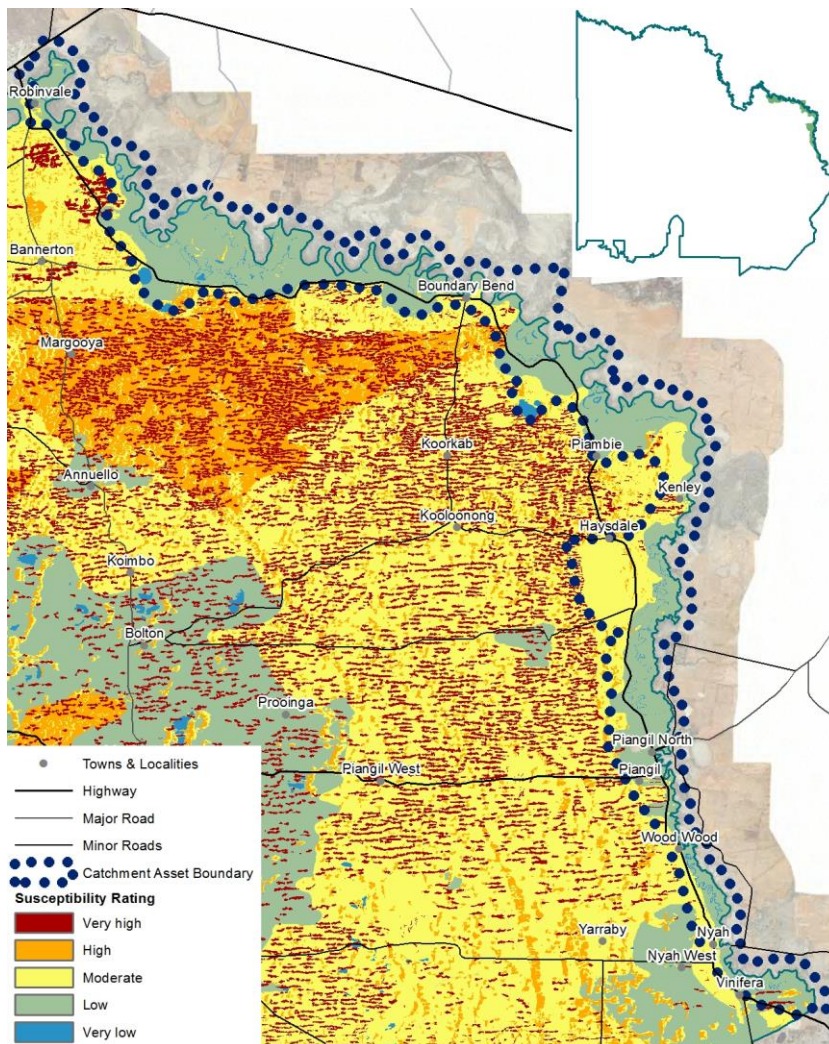 Robinvale
Bannerton
Boundary Bend
Margooya
Koorkab
Piambie
Annuello
Kenley
Kooloonong
Haysdale
Koimbo
Bolton
Prooinga
Piangil North
Piangil West
Piangil
Wood Wood
Yarraby
Nyah
Nyah West
Vinifera
Towns & Localities
Highway
Major Road
Minor Roads
Catchment Asset Boundary
Susceptibility Rating
Very high
High
Moderate
Low
Very low